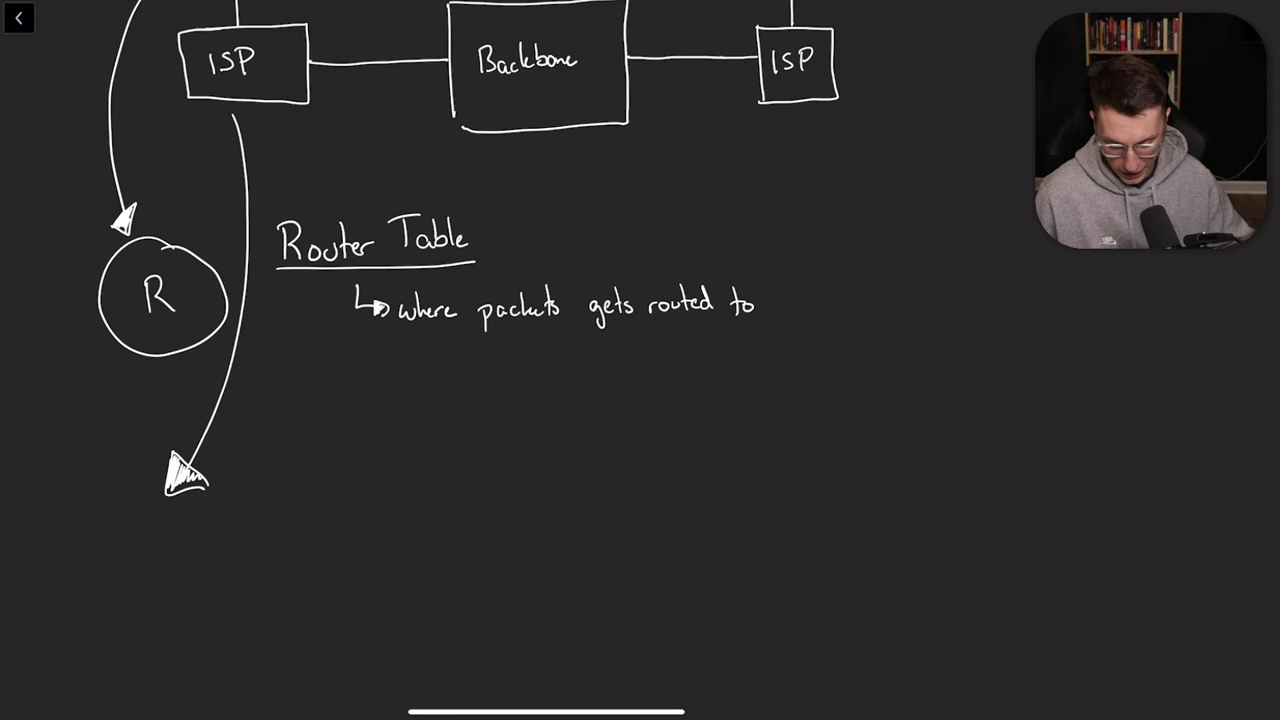 ISP
Backbone
ISP
Router Table
where packets gets routed to
R